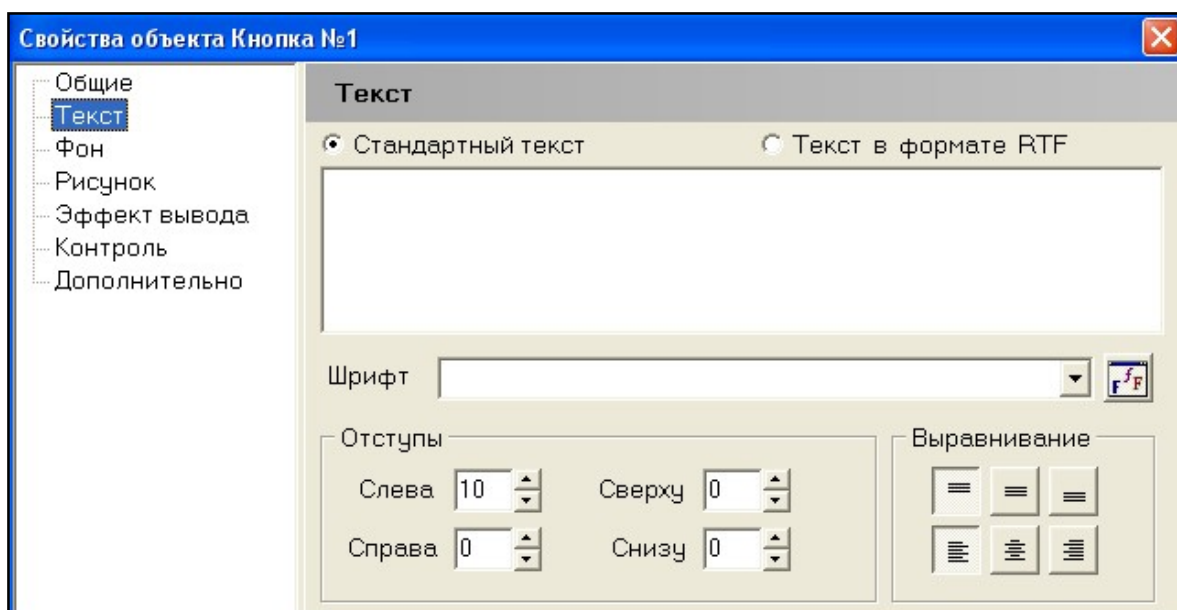 Свойства объекта Кнопка №1
Общие
Текст
Фон
Рисунок
Эффект вывода
Контроль
Дополнительно
Текст
Стандартный текст
Текст в формате RTF
Шрифт
F f F
Отступы
Слева 10 Сверху 0
Справа 0 Снизу 0
Выравнивание